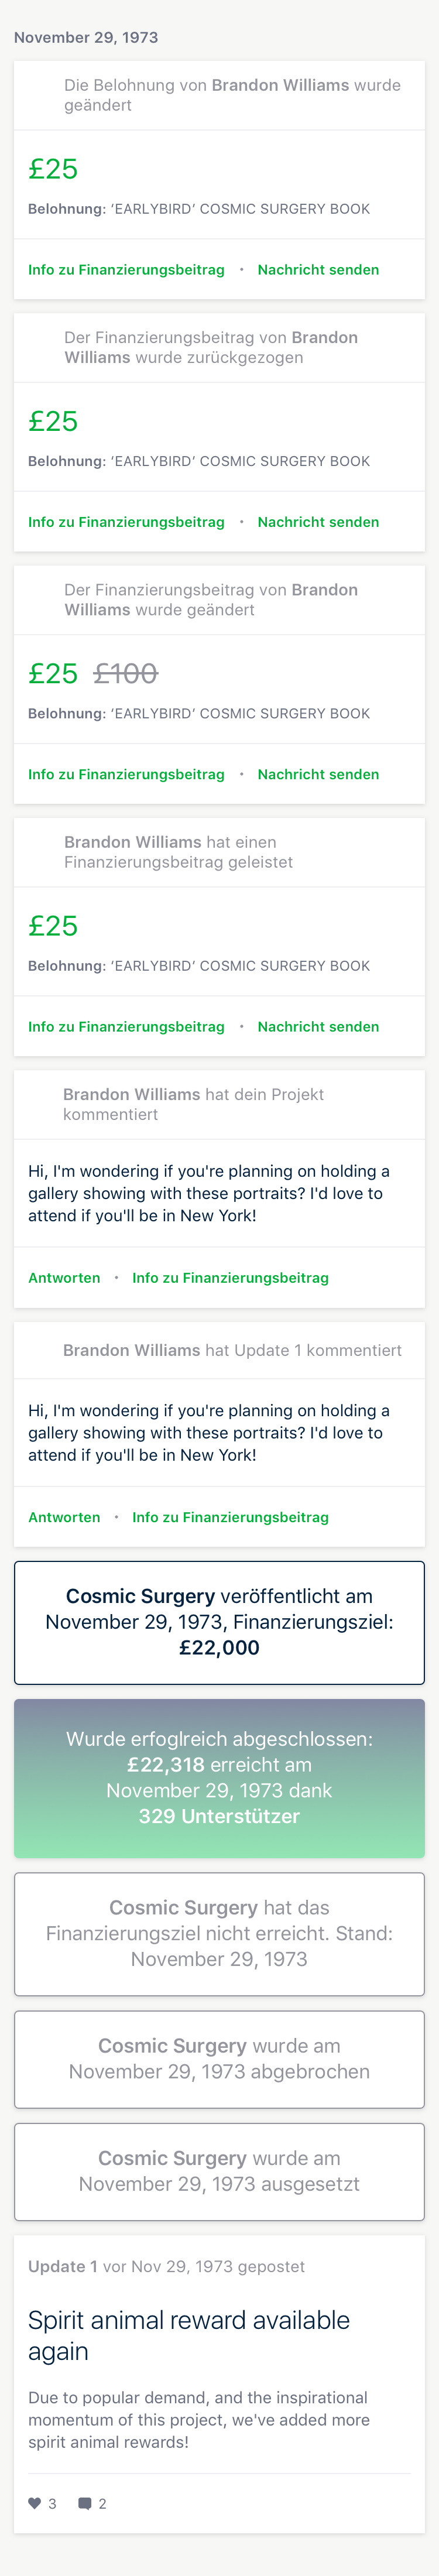 November 29, 1973
Die Belohnung von Brandon Williams wurde
geändert
£25
Belohnung: ‘EARLYBIRD’ COSMIC SURGERY BOOK
Info zu Finanzierungsbeitrag • Nachricht senden
Der Finanzierungsbeitrag von Brandon
Williams wurde zurückgezogen
£25
Belohnung: ‘EARLYBIRD’ COSMIC SURGERY BOOK
Info zu Finanzierungsbeitrag • Nachricht senden
Der Finanzierungsbeitrag von Brandon
Williams wurde geändert
£25 £100
Belohnung: ‘EARLYBIRD’ COSMIC SURGERY BOOK
Info zu Finanzierungsbeitrag • Nachricht senden
Brandon Williams hat einen
Finanzierungsbeitrag geleistet
£25
Belohnung: ‘EARLYBIRD’ COSMIC SURGERY BOOK
Info zu Finanzierungsbeitrag • Nachricht senden
Brandon Williams hat dein Projekt
kommentiert
Hi, I'm wondering if you're planning on holding a
gallery showing with these portraits? I'd love to
attend if you'll be in New York!
Antworten • Info zu Finanzierungsbeitrag
Brandon Williams hat Update 1 kommentiert
Hi, I'm wondering if you're planning on holding a
gallery showing with these portraits? I'd love to
attend if you'll be in New York!
Antworten • Info zu Finanzierungsbeitrag
Cosmic Surgery veröffentlicht am
November 29, 1973, Finanzierungsziel:
£22,000
Wurde erfoglreich abgeschlossen:
£22,318 erreicht am
November 29, 1973 dank
329 Unterstützer
Cosmic Surgery hat das
Finanzierungsziel nicht erreicht. Stand:
November 29, 1973
Cosmic Surgery wurde am
November 29, 1973 abgebrochen
Cosmic Surgery wurde am
November 29, 1973 ausgesetzt
Update 1 vor Nov 29, 1973 gepostet
Spirit animal reward available
again
Due to popular demand, and the inspirational
momentum of this project, we've added more
spirit animal rewards!
3 2